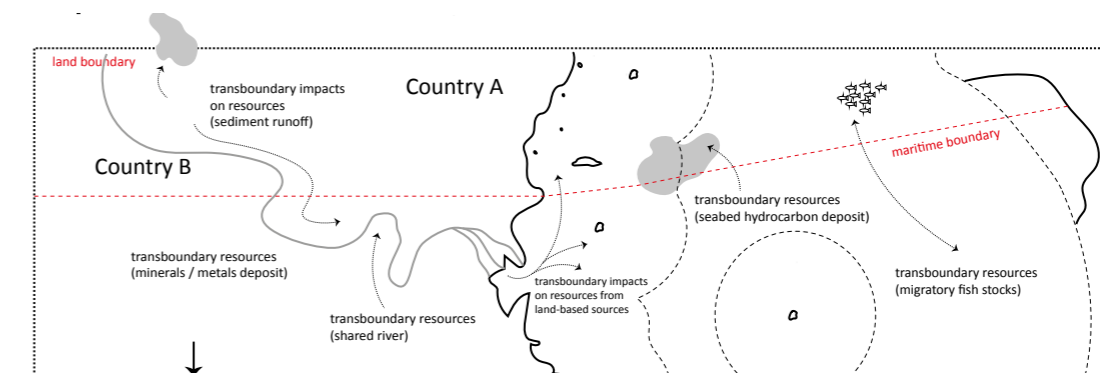 land boundary
Country A
transboundary impacts
on resources
(sediment runoff)
maritime boundary
Country B
transboundary resources
(seabed hydrocarbon deposit)
transboundary resources
(minerals / metals deposit)
transboundary resources
(migratory fish stocks)
transboundary impacts
on resources from
land-based sources
transboundary resources
(shared river)